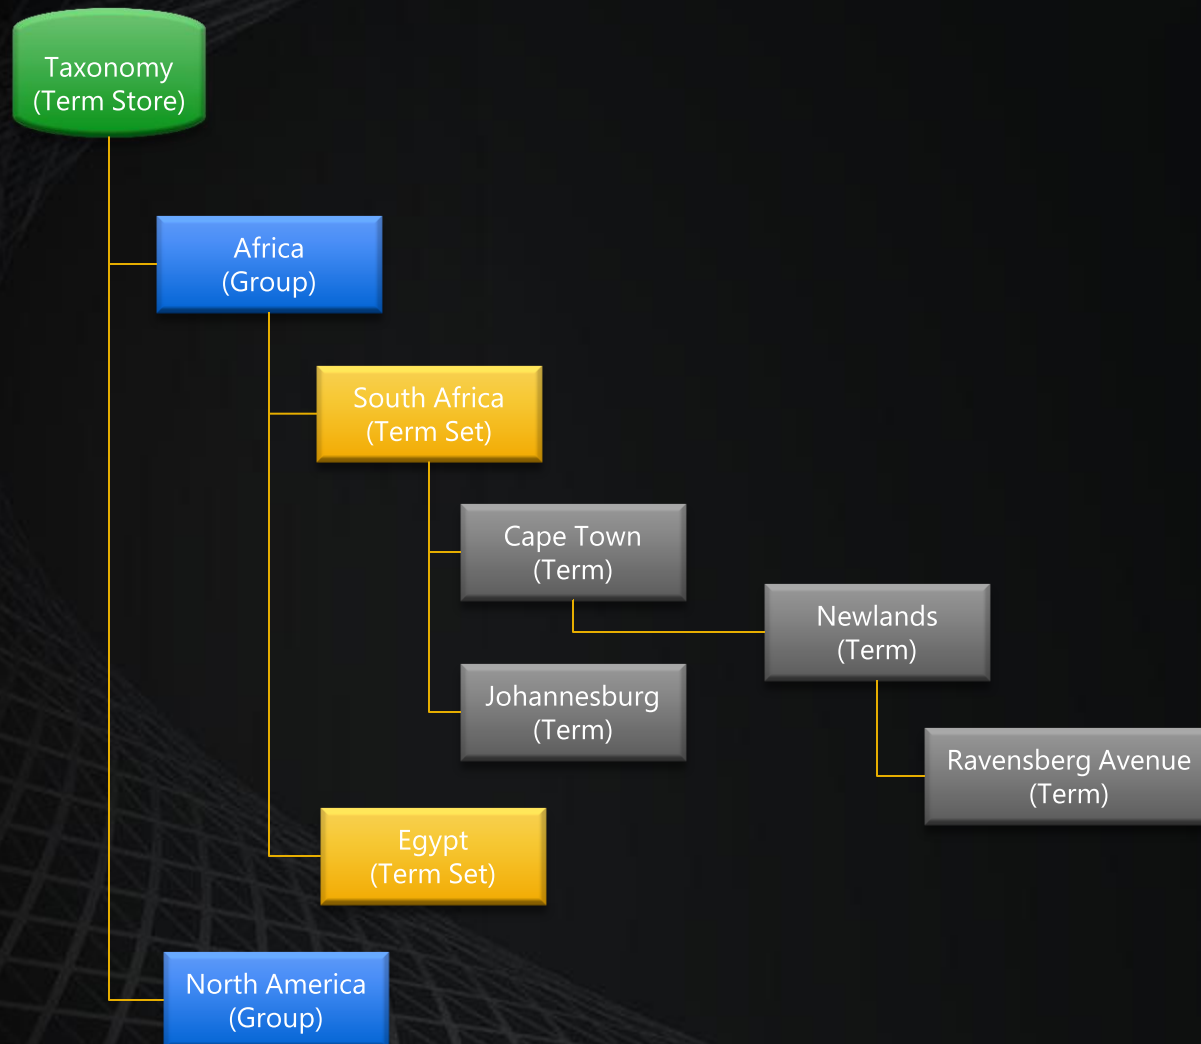 Taxonomy
(Term Store)
Africa
(Group)
South Africa
(Term Set)
Cape Town
(Term)
Newlands
(Term)
Johannesburg
(Term)
Ravensberg Avenue
(Term)
Egypt
(Term Set)
North America
(Group)